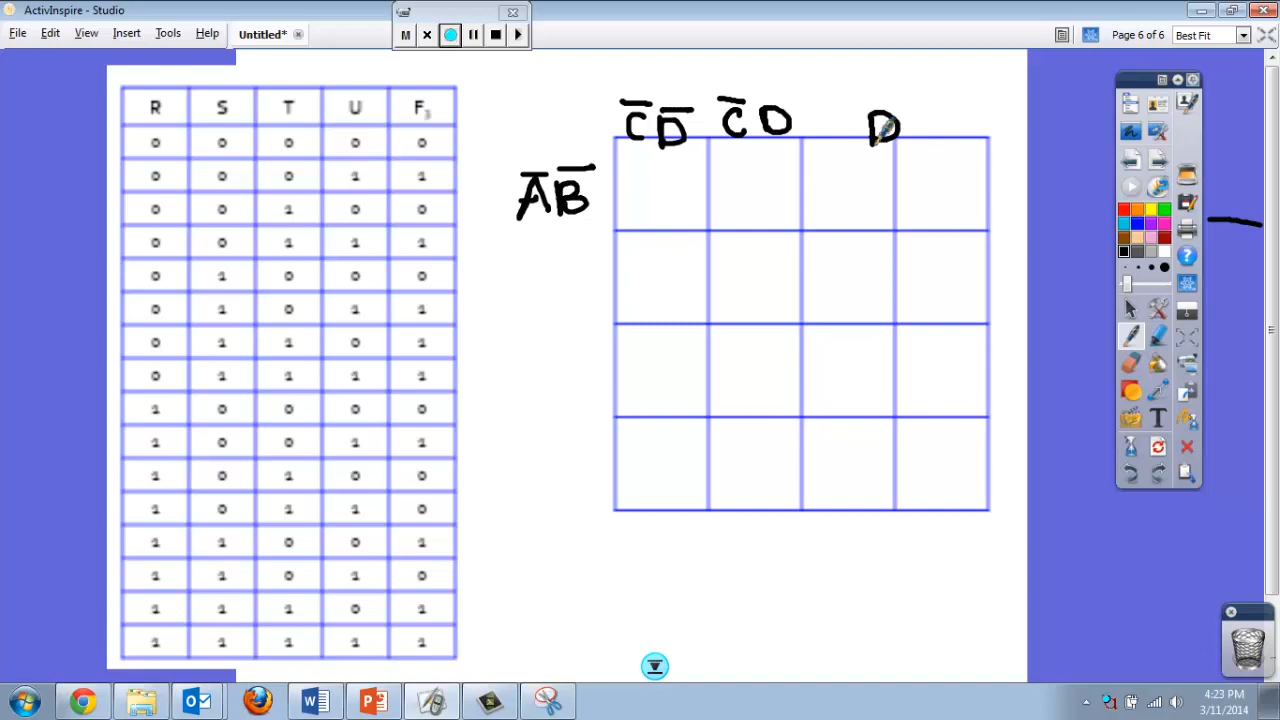 ActivInspire - Studio
File Edit View Insert Tools Help Untitled* Page 6 of 6 Best Fit
M
R S T U F3
0 0 0 0 0
0 0 0 1 1
0 0 1 0 0
0 0 1 1 1
0 1 0 0 0
0 1 0 1 1
0 1 1 0 1
0 1 1 1 1
1 0 0 0 0
1 0 0 1 1
1 0 1 0 0
1 0 1 1 0
1 1 0 0 1
1 1 0 1 0
1 1 1 0 1
1 1 1 1 1
C̅ D̅ C̅ D D
A̅ B̅
4:23 PM
3/11/2014